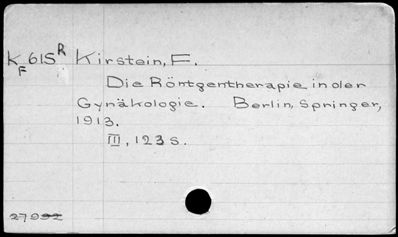 K F 615 R Kirstein, F.
Die Röntgentherapie in der
Gynäkologie. Berlin, Springer,
1913.
III, 123 S.